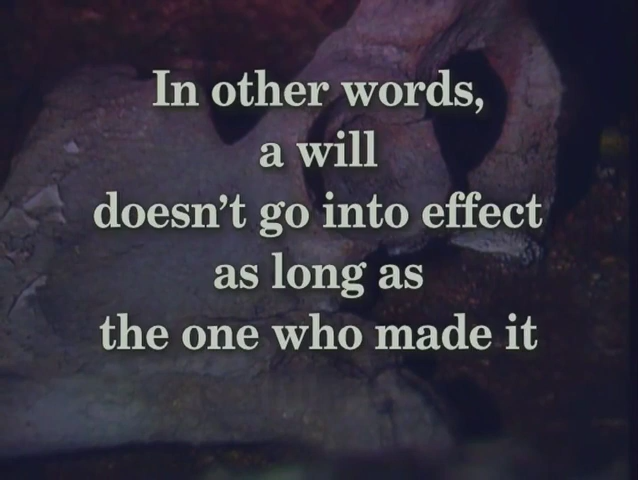 In other words,
a will
doesn't go into effect
as long as
the one who made it